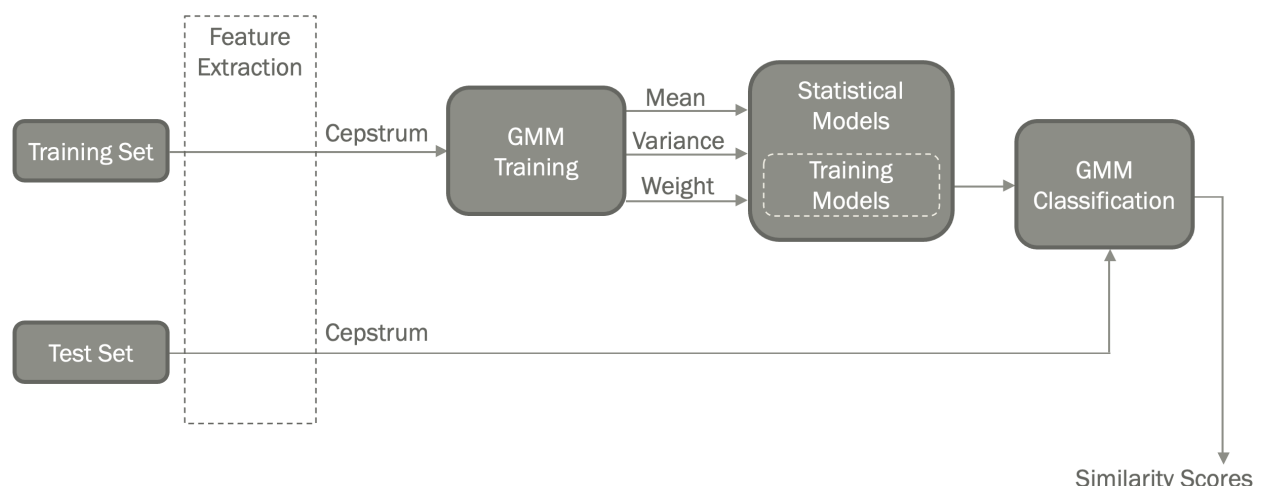 Feature
Extraction
Training Set
Cepstrum
GMM
Training
Mean
Variance
Weight
Statistical
Models
Training
Models
GMM
Classification
Test Set
Cepstrum
Similarity Scores